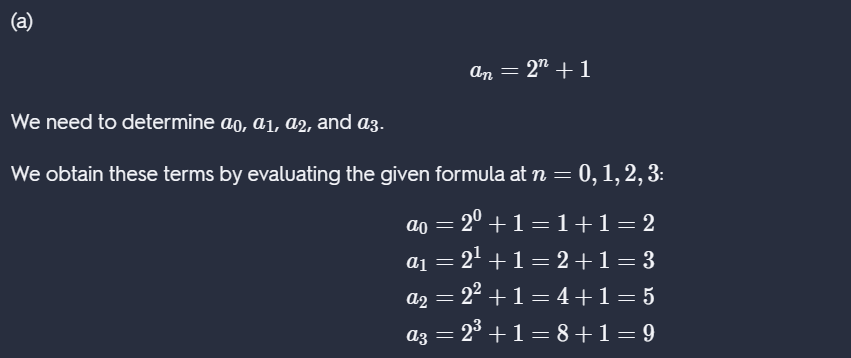 (a)
aₙ = 2ⁿ + 1
We need to determine a₀, a₁, a₂, and a₃.
We obtain these terms by evaluating the given formula at n = 0, 1, 2, 3:
a₀ = 2⁰ + 1 = 1 + 1 = 2
a₁ = 2¹ + 1 = 2 + 1 = 3
a₂ = 2² + 1 = 4 + 1 = 5
a₃ = 2³ + 1 = 8 + 1 = 9